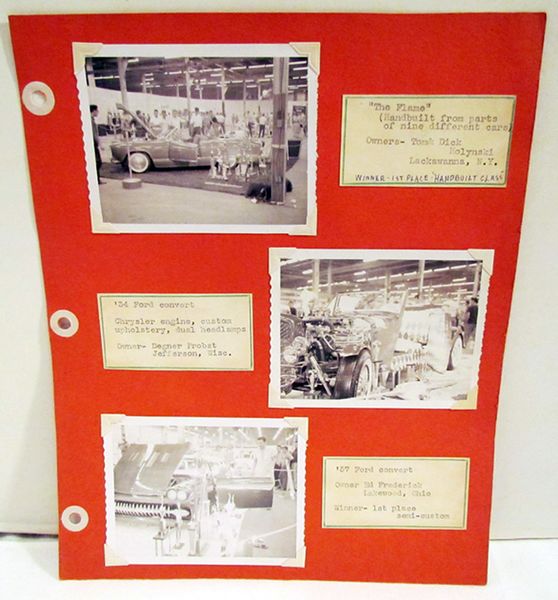 "The Flame"
(Handbuilt from parts
of nine different cars)
Owners- Tom& Dick
Holynski
Lackawanna, N.Y.
WINNER-1ST PLACE-HANDBUILT CLASS
'34 Ford convert
Chrysler engine, custom
upholstery, dual headlamps
Owner- Degner Probst
Jefferson, Wisc.
'57 Ford convert
Owner Ed Frederick
Lakewood, Ohio
Winner- 1st place
semi-custom